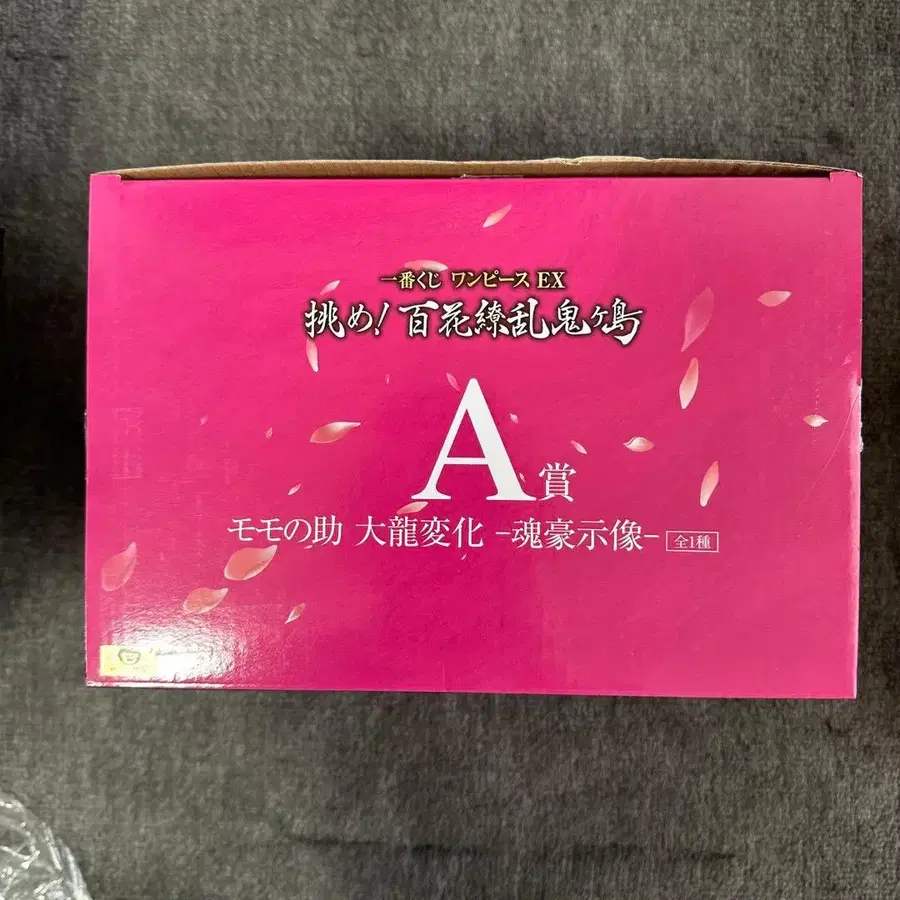 一番くじ ワンピース EX
挑め！百花繚乱鬼ヶ島
A賞
モモの助 大龍変化 -魂豪示像- 全1種